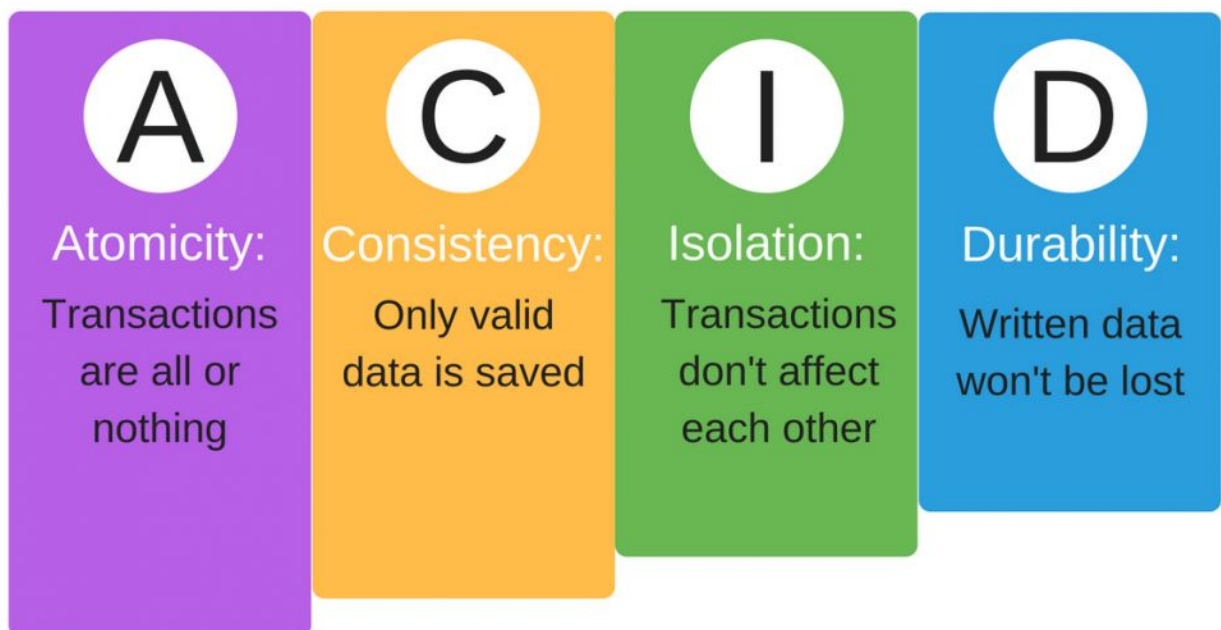 A
Atomicity:
Transactions
are all or
nothing
C
Consistency:
Only valid
data is saved
I
Isolation:
Transactions
don't affect
each other
D
Durability:
Written data
won't be lost